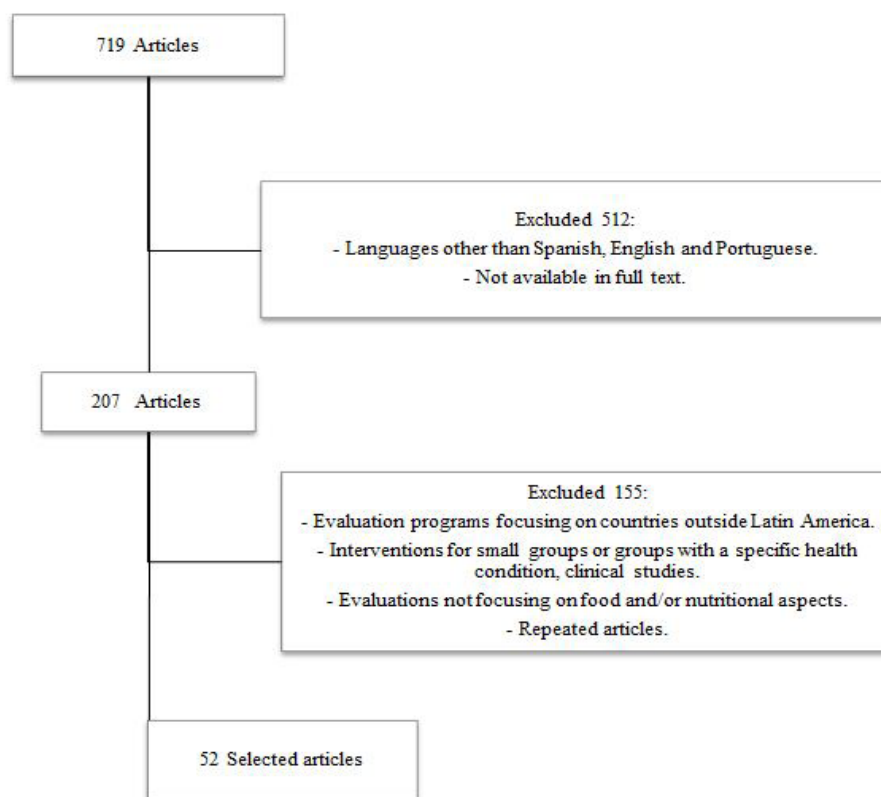 719 Articles
Excluded 512:
- Languages other than Spanish, English and Portuguese.
- Not available in full text.
207 Articles
Excluded 155:
- Evaluation programs focusing on countries outside Latin America.
- Interventions for small groups or groups with a specific health
condition, clinical studies.
- Evaluations not focusing on food and/or nutritional aspects.
- Repeated articles.
52 Selected articles